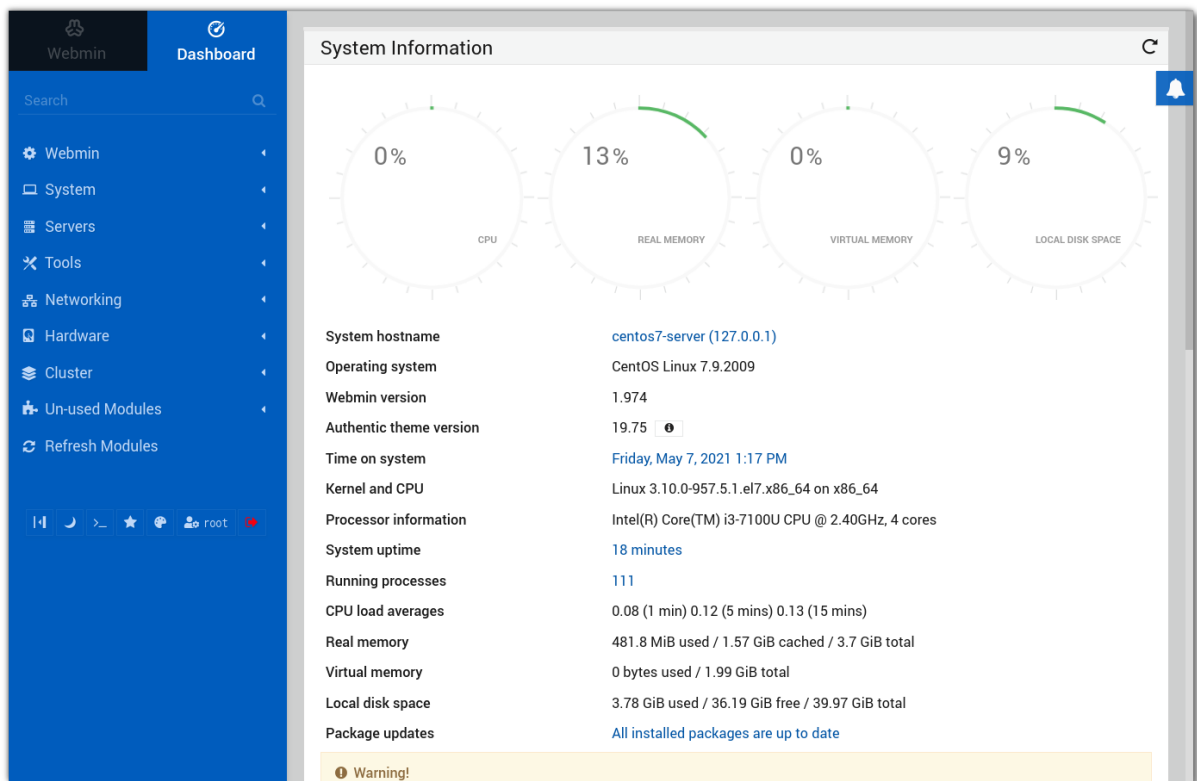 Webmin
Dashboard
Search
Webmin
System
Servers
Tools
Networking
Hardware
Cluster
Un-used Modules
Refresh Modules
root
System Information
0%
CPU
13%
REAL MEMORY
0%
VIRTUAL MEMORY
9%
LOCAL DISK SPACE
System hostname centos7-server (127.0.0.1)
Operating system CentOS Linux 7.9.2009
Webmin version 1.974
Authentic theme version 19.75
Time on system Friday, May 7, 2021 1:17 PM
Kernel and CPU Linux 3.10.0-957.5.1.el7.x86_64 on x86_64
Processor information Intel(R) Core(TM) i3-7100U CPU @ 2.40GHz, 4 cores
System uptime 18 minutes
Running processes 111
CPU load averages 0.08 (1 min) 0.12 (5 mins) 0.13 (15 mins)
Real memory 481.8 MiB used / 1.57 GiB cached / 3.7 GiB total
Virtual memory 0 bytes used / 1.99 GiB total
Local disk space 3.78 GiB used / 36.19 GiB free / 39.97 GiB total
Package updates All installed packages are up to date
Warning!